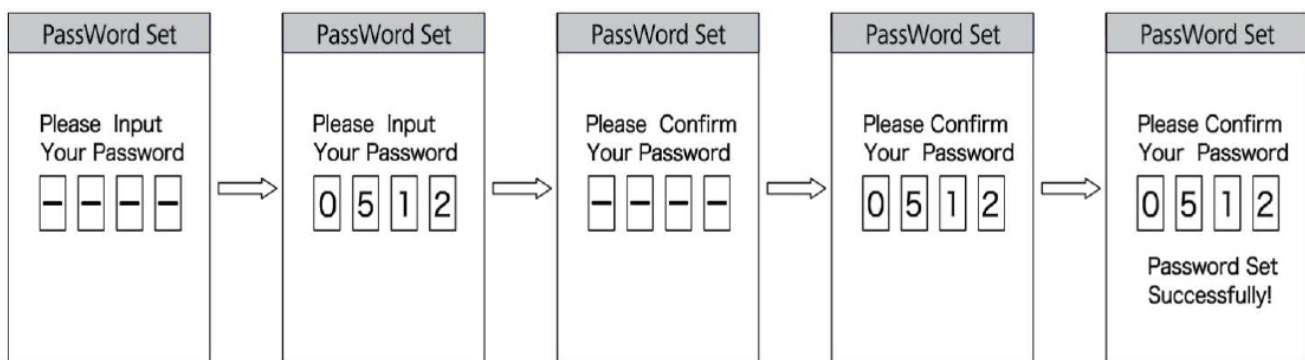 PassWord Set
Please Input
Your Password
– – – –
PassWord Set
Please Input
Your Password
0 5 1 2
PassWord Set
Please Confirm
Your Password
– – – –
PassWord Set
Please Confirm
Your Password
0 5 1 2
PassWord Set
Please Confirm
Your Password
0 5 1 2
Password Set
Successfully!